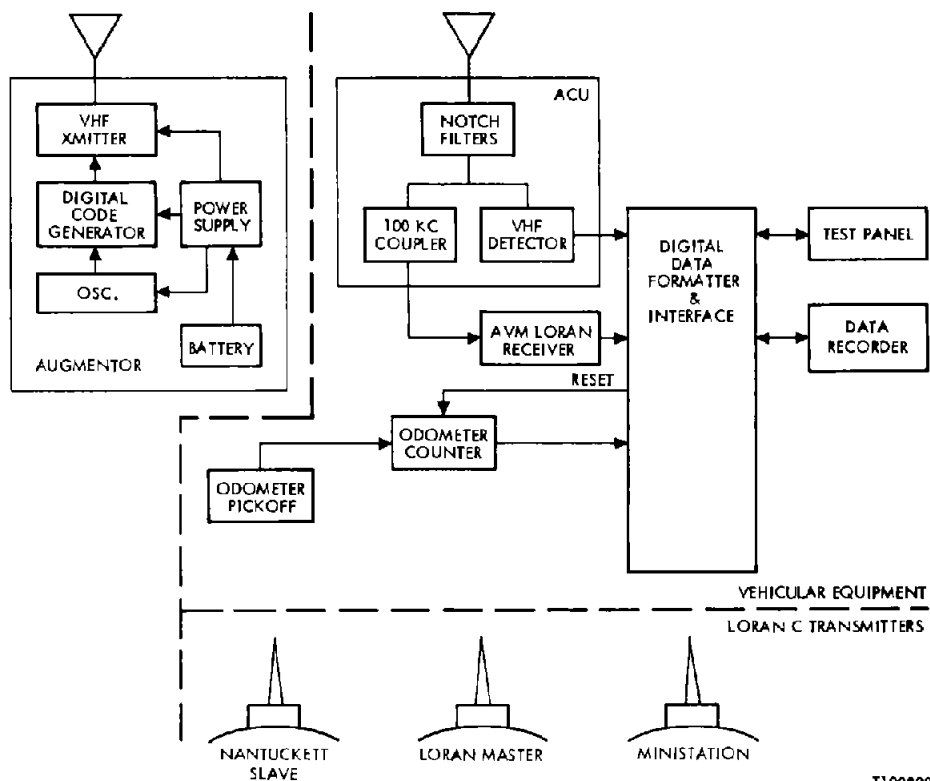 VHF
XMITTER
DIGITAL
CODE
GENERATOR
POWER
SUPPLY
OSC.
BATTERY
AUGMENTOR
ACU
NOTCH
FILTERS
100 KC
COUPLER
VHF
DETECTOR
AVM LORAN
RECEIVER
RESET
ODOMETER
COUNTER
ODOMETER
PICKOFF
DIGITAL
DATA
FORMATTER
&
INTERFACE
TEST PANEL
DATA
RECORDER
VEHICULAR EQUIPMENT
LORAN C TRANSMITTERS
NANTUCKETT
SLAVE
LORAN MASTER
MINISTATION